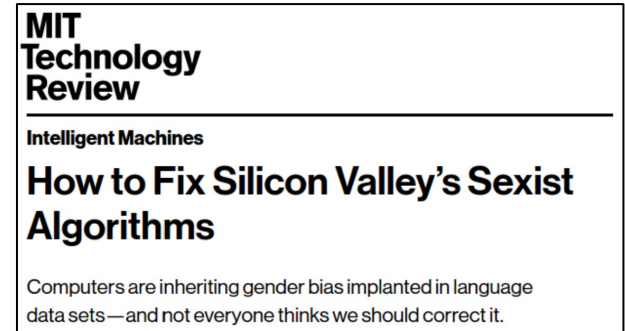 MIT
Technology
Review
Intelligent Machines
How to Fix Silicon Valley’s Sexist
Algorithms
Computers are inheriting gender bias implanted in language
data sets—and not everyone thinks we should correct it.